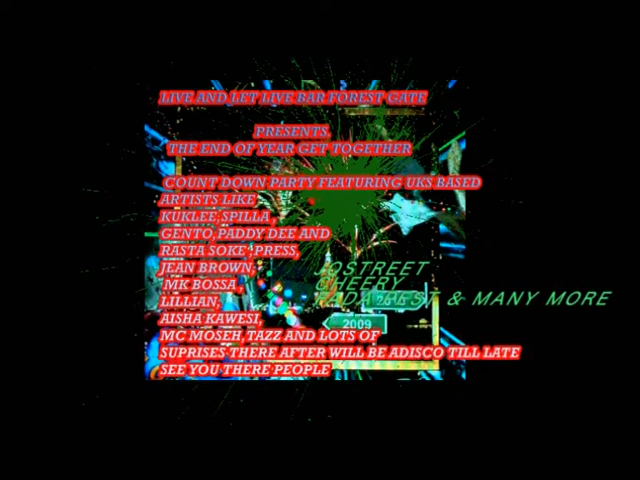 LIVE AND LET LIVE BAR FOREST GATE
PRESENTS
THE END OF YEAR GET TOGETHER
COUNT DOWN PARTY FEATURING UKS BASED
ARTISTS LIKE
KUKLEE, SPILLA,
GENTO, PADDY DEE AND
RASTA SOKE, PRESS,
JEAN BROWN,
MK BOSSA,
LILLIAN,
AISHA KAWESI,
MC MOSEH, TAZZ AND LOTS OF
SUPRISES THERE AFTER WILL BE ADISCO TILL LATE
SEE YOU THERE PEOPLE
JOSTREET
CHEERY
& MANY MORE
2009